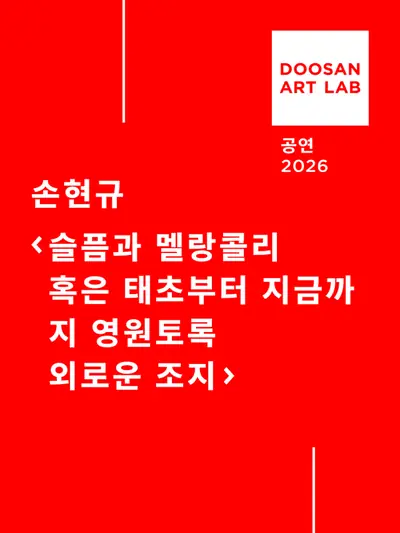 DOOSAN
ART LAB
공연
2026
손현규
<슬픔과 멜랑콜리
혹은 태초부터 지금까
지 영원토록
외로운 조지>